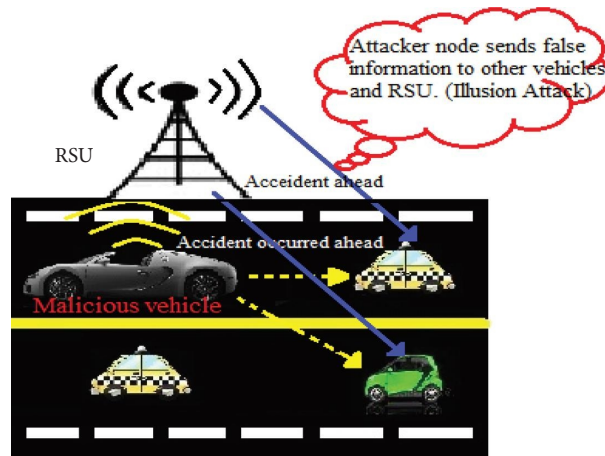 Attacker node sends false
information to other vehicles
and RSU. (Illusion Attack)
RSU
Acceident ahead
Accident occurred ahead
Malicious vehicle